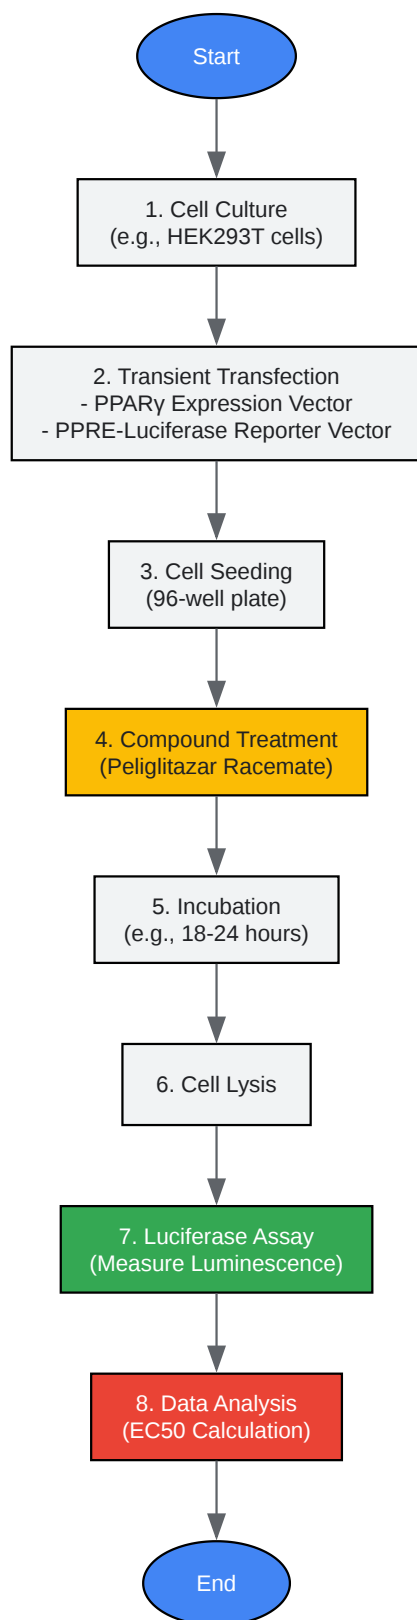 Start
1. Cell Culture
(e.g., HEK293T cells)
2. Transient Transfection
- PPARγ Expression Vector
- PPRE-Luciferase Reporter Vector
3. Cell Seeding
(96-well plate)
4. Compound Treatment
(Peliglitazar Racemate)
5. Incubation
(e.g., 18-24 hours)
6. Cell Lysis
7. Luciferase Assay
(Measure Luminescence)
8. Data Analysis
(EC50 Calculation)
End